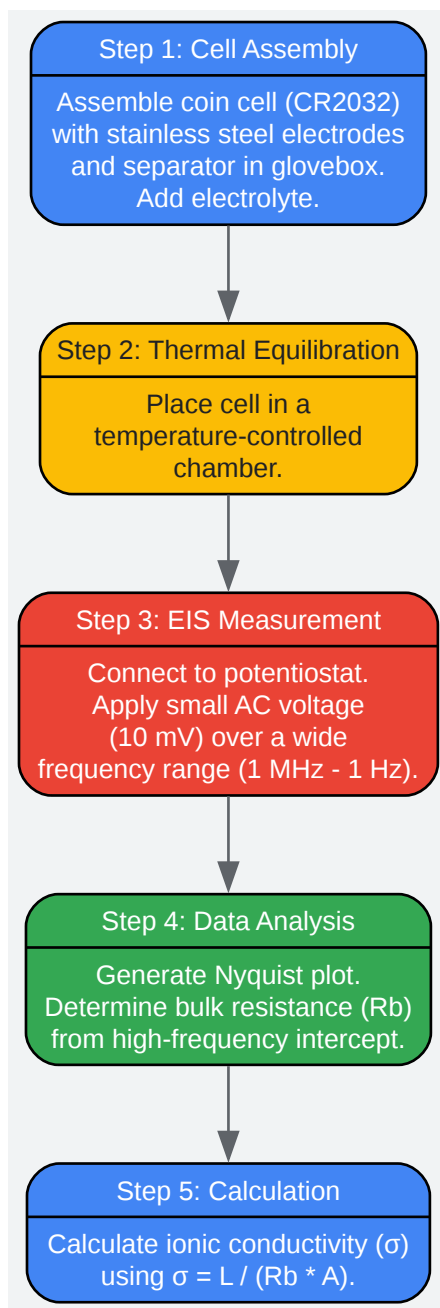 Step 1: Cell Assembly
Assemble coin cell (CR2032)
with stainless steel electrodes
and separator in glovebox.
Add electrolyte.
Step 2: Thermal Equilibration
Place cell in a
temperature-controlled
chamber.
Step 3: EIS Measurement
Connect to potentiostat.
Apply small AC voltage
(10 mV) over a wide
frequency range (1 MHz - 1 Hz).
Step 4: Data Analysis
Generate Nyquist plot.
Determine bulk resistance (Rb)
from high-frequency intercept.
Step 5: Calculation
Calculate ionic conductivity (σ)
using σ = L / (Rb * A).